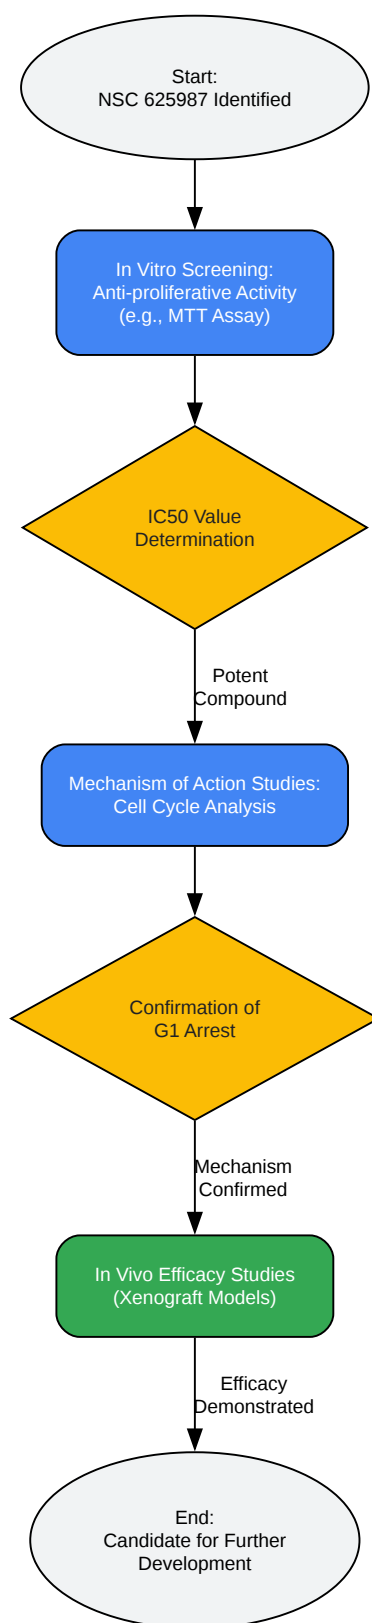 Start:
NSC 625987 Identified
In Vitro Screening:
Anti-proliferative Activity
(e.g., MTT Assay)
IC50 Value
Determination
Potent
Compound
Mechanism of Action Studies:
Cell Cycle Analysis
Confirmation of
G1 Arrest
Mechanism
Confirmed
In Vivo Efficacy Studies
(Xenograft Models)
Efficacy
Demonstrated
End:
Candidate for Further
Development